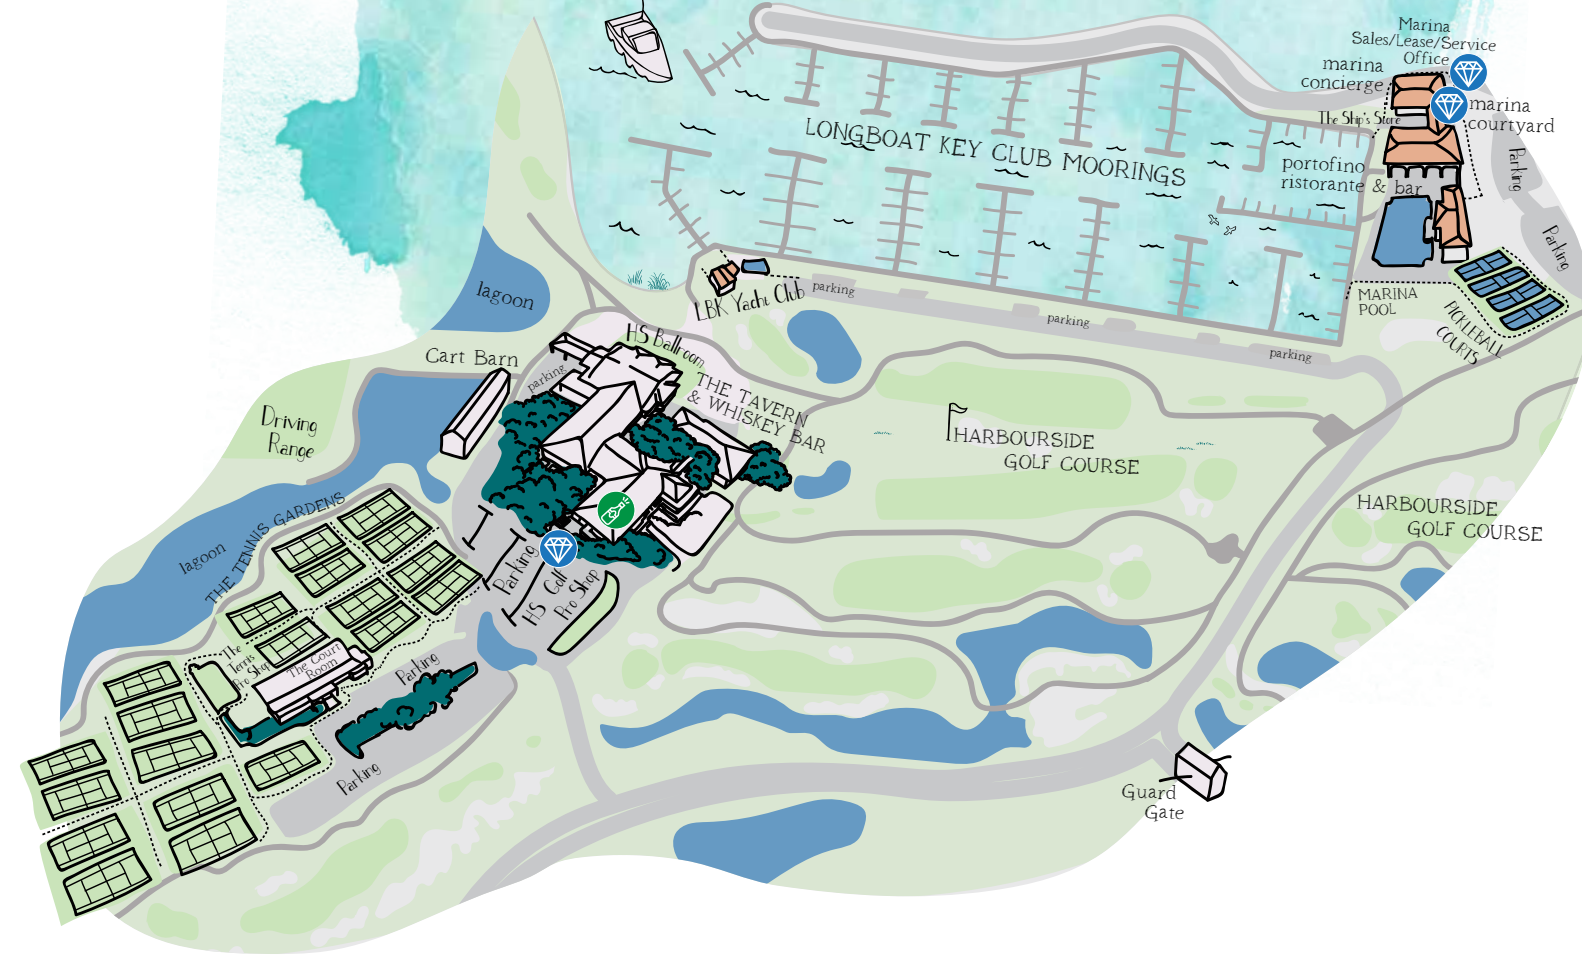 Marina
Sales/Lease/Service
Office
marina
concierge
marina
courtyard
The Ship's Store
LONGBOAT KEY CLUB MOORINGS
portofino
ristorante & bar
Parking
Parking
lagoon
LBK Yacht Club
parking
parking
parking
MARINA
POOL
PICKLEBALL
COURTS
HS Ballroom
Cart Barn
parking
THE TAVERN
& WHISKEY BAR
Driving
Range
HARBOURSIDE
GOLF COURSE
HARBOURSIDE
GOLF COURSE
THE TENNIS GARDENS
lagoon
Parking
HS Golf
Pro Shop
The
Tennis
Pro Shop
The Court
Room
Parking
Parking
Guard
Gate